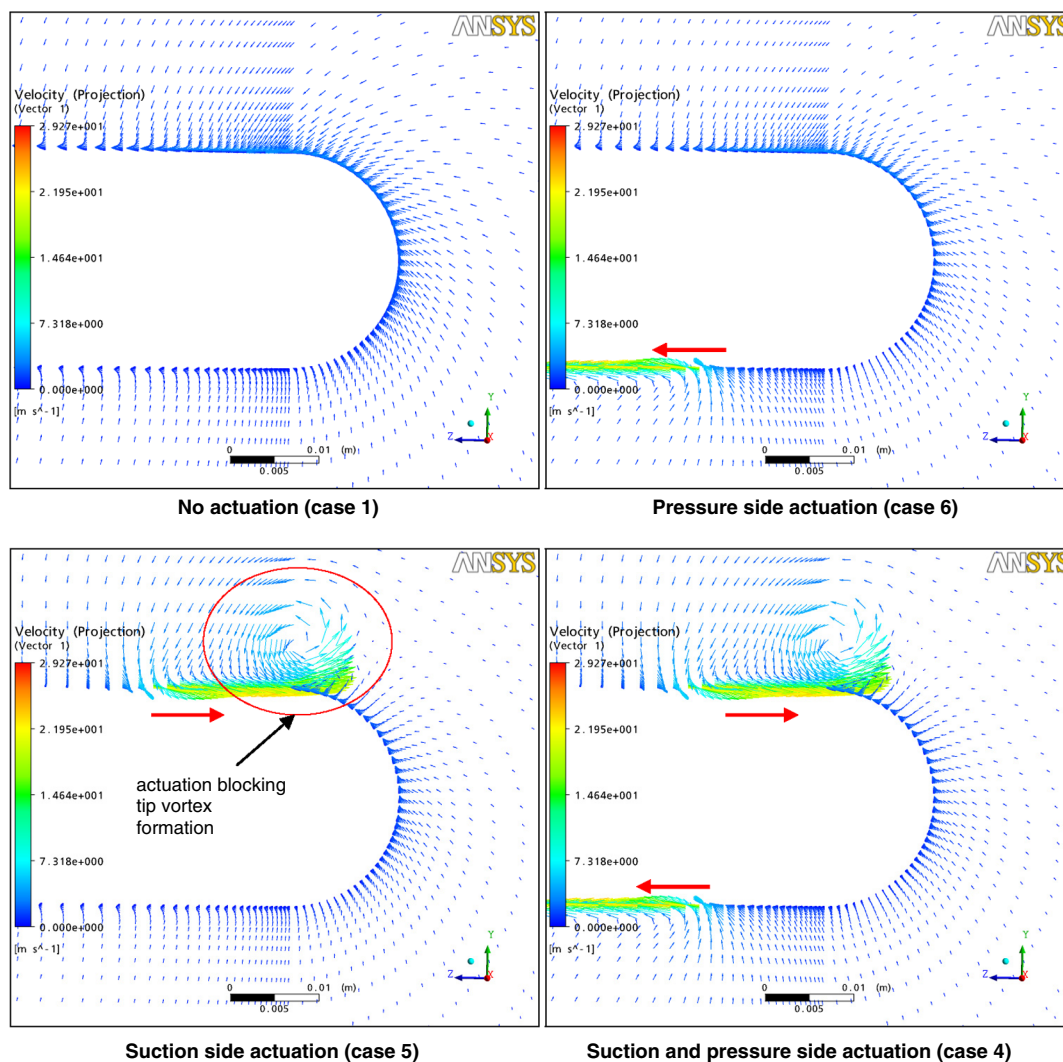 ANSYS
Velocity (Projection)
(Vector 1)
2.927e+001
2.195e+001
1.464e+001
7.318e+000
0.000e+000
[m s^-1]
0 0.01 (m)
0.005
Y
Z X
No actuation (case 1)
ANSYS
Velocity (Projection)
(Vector 1)
2.927e+001
2.195e+001
1.464e+001
7.318e+000
0.000e+000
[m s^-1]
0 0.01 (m)
0.005
Y
Z X
Pressure side actuation (case 6)
ANSYS
Velocity (Projection)
(Vector 1)
2.927e+001
2.195e+001
1.464e+001
7.318e+000
0.000e+000
[m s^-1]
actuation blocking
tip vortex
formation
0 0.01 (m)
0.005
Y
Z X
Suction side actuation (case 5)
ANSYS
Velocity (Projection)
(Vector 1)
2.927e+001
2.195e+001
1.464e+001
7.318e+000
0.000e+000
[m s^-1]
0 0.01 (m)
0.005
Y
Z X
Suction and pressure side actuation (case 4)